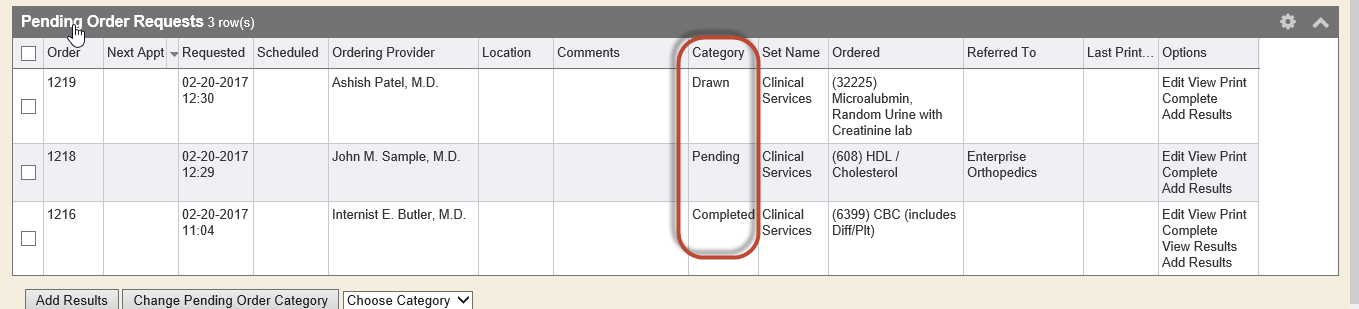 Pending Order Requests 3 row(s)
Order Next Appt Requested Scheduled Ordering Provider Location Comments Category Set Name Ordered Referred To Last Print... Options
1219 02-20-2017 Ashish Patel, M.D. Drawn Clinical (32225) Edit View Print
12:30 Services Microalubmin, Complete
Random Urine with Add Results
Creatinine lab
1218 02-20-2017 John M. Sample, M.D. Pending Clinical (608) HDL / Enterprise Edit View Print
12:29 Services Cholesterol Orthopedics Complete
Add Results
1216 02-20-2017 Internist E. Butler, M.D. Completed Clinical (6399) CBC (includes Edit View Print
11:04 Services Diff/Plt) Complete
View Results
Add Results
Add Results Change Pending Order Category Choose Category